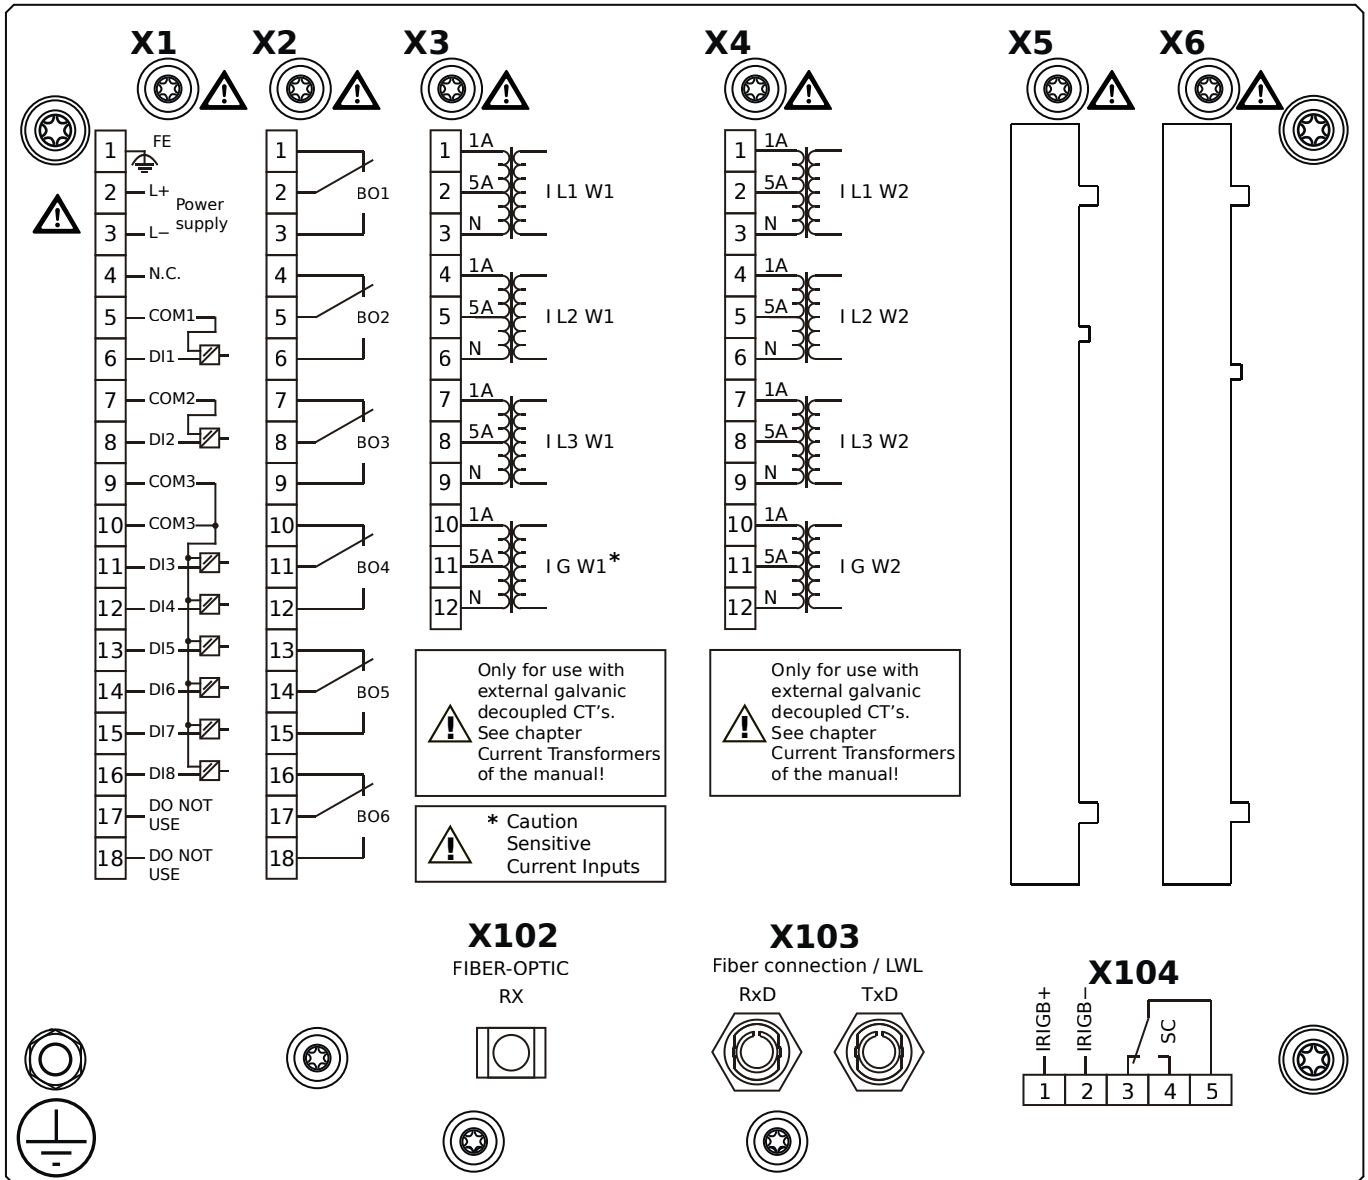 X1
X2
X3
X4
X5
X6
1
FE
2
L+
Power
supply
3
L−
4
N.C.
5
COM1
6
DI1
7
COM2
8
DI2
9
COM3
10
COM3
11
DI3
12
DI4
13
DI5
14
DI6
15
DI7
16
DI8
17
DO NOT
USE
18
DO NOT
USE
1
2
BO1
3
4
5
BO2
6
7
8
BO3
9
10
11
BO4
12
13
14
BO5
15
16
17
BO6
18
1
1A
2
5A
I L1 W1
3
N
4
1A
5
5A
I L2 W1
6
N
7
1A
8
5A
I L3 W1
9
N
10
1A
11
5A
I G W1*
12
N
Only for use with
external galvanic
decoupled CT's.
See chapter
Current Transformers
of the manual!
* Caution
Sensitive
Current Inputs
1
1A
2
5A
I L1 W2
3
N
4
1A
5
5A
I L2 W2
6
N
7
1A
8
5A
I L3 W2
9
N
10
1A
11
5A
I G W2
12
N
Only for use with
external galvanic
decoupled CT's.
See chapter
Current Transformers
of the manual!
X102
FIBER-OPTIC
RX
X103
Fiber connection / LWL
RxD
TxD
X104
IRIGB+
IRIGB−
SC
1
2
3
4
5